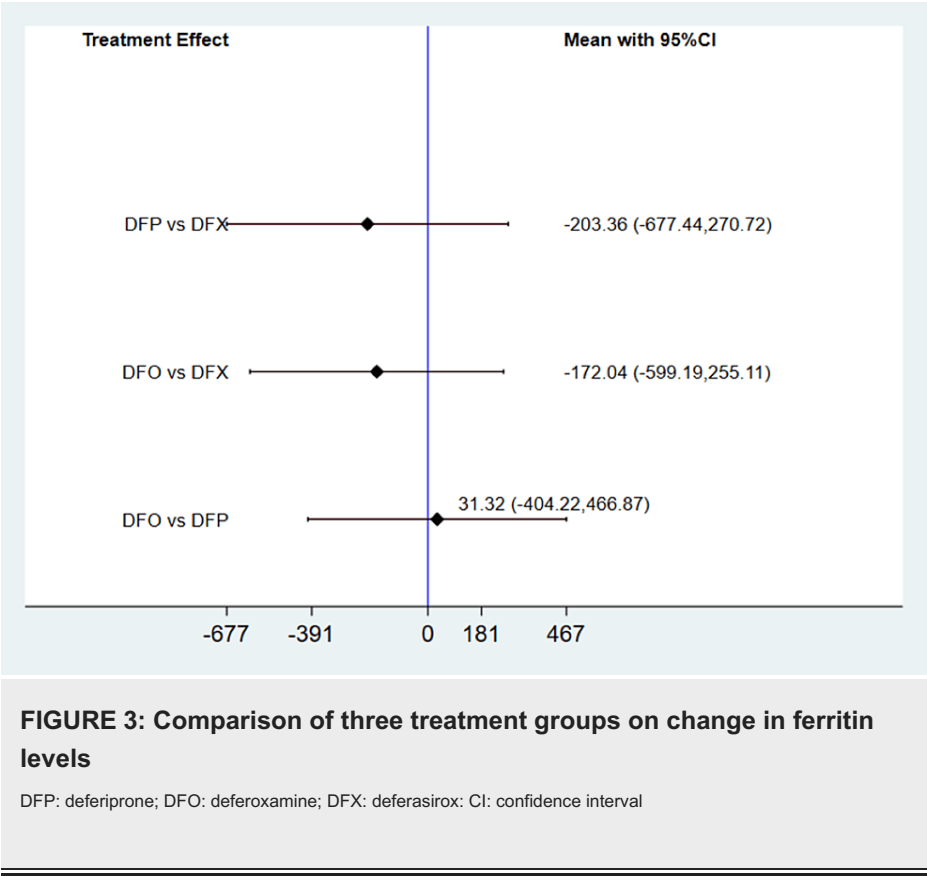 Treatment Effect Mean with 95%CI
DFP vs DFX -203.36 (-677.44,270.72)
DFO vs DFX -172.04 (-599.19,255.11)
31.32 (-404.22,466.87)
DFO vs DFP
-677 -391 0 181 467
FIGURE 3: Comparison of three treatment groups on change in ferritin
levels
DFP: deferiprone; DFO: deferoxamine; DFX: deferasirox: CI: confidence interval